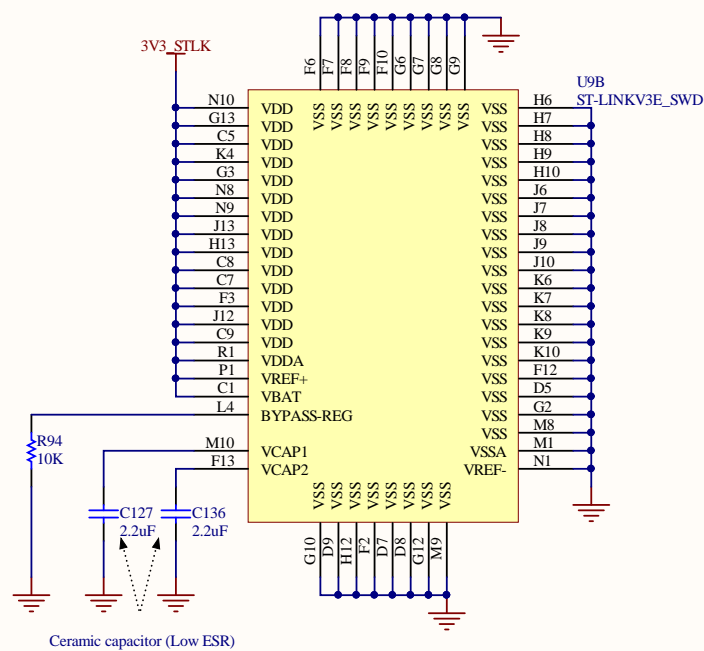 3V3_STLK
F6 F7 F8 F9 F10 G6 G7 G8 G9
VSS VSS VSS VSS VSS VSS VSS VSS VSS
U9B
ST-LINKV3E_SWD
N10 VDD VSS H6
G13 VDD VSS H7
C5 VDD VSS H8
K4 VDD VSS H9
G3 VDD VSS H10
N8 VDD VSS J6
N9 VDD VSS J7
J13 VDD VSS J8
H13 VDD VSS J9
C8 VDD VSS J10
C7 VDD VSS K6
F3 VDD VSS K7
J12 VDD VSS K8
C9 VDD VSS K9
R1 VDDA VSS K10
P1 VREF+ VSS F12
C1 VBAT VSS D5
L4 BYPASS-REG VSS G2
VSS M8
M10 VCAP1 VSSA M1
F13 VCAP2 VREF- N1
R94
10K
C127
2.2uF
C136
2.2uF
VSS VSS VSS VSS VSS VSS VSS VSS
G10 D9 H12 F2 D7 D8 G12 M9
Ceramic capacitor (Low ESR)